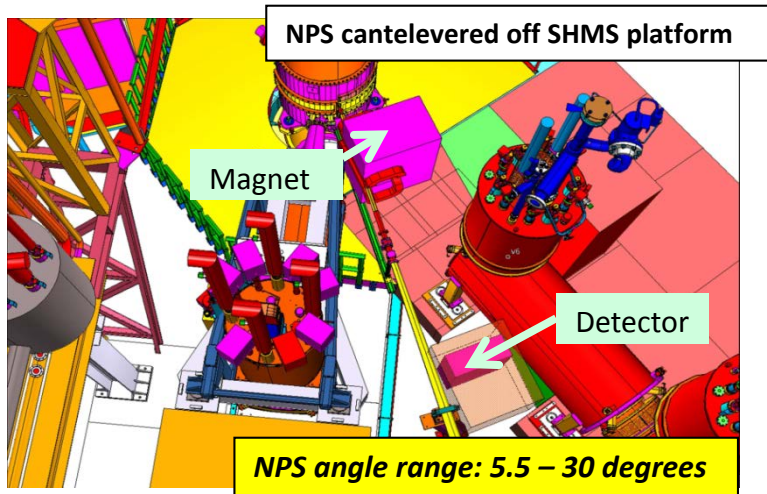 NPS cantelevered off SHMS platform
Magnet
Detector
NPS angle range: 5.5 – 30 degrees